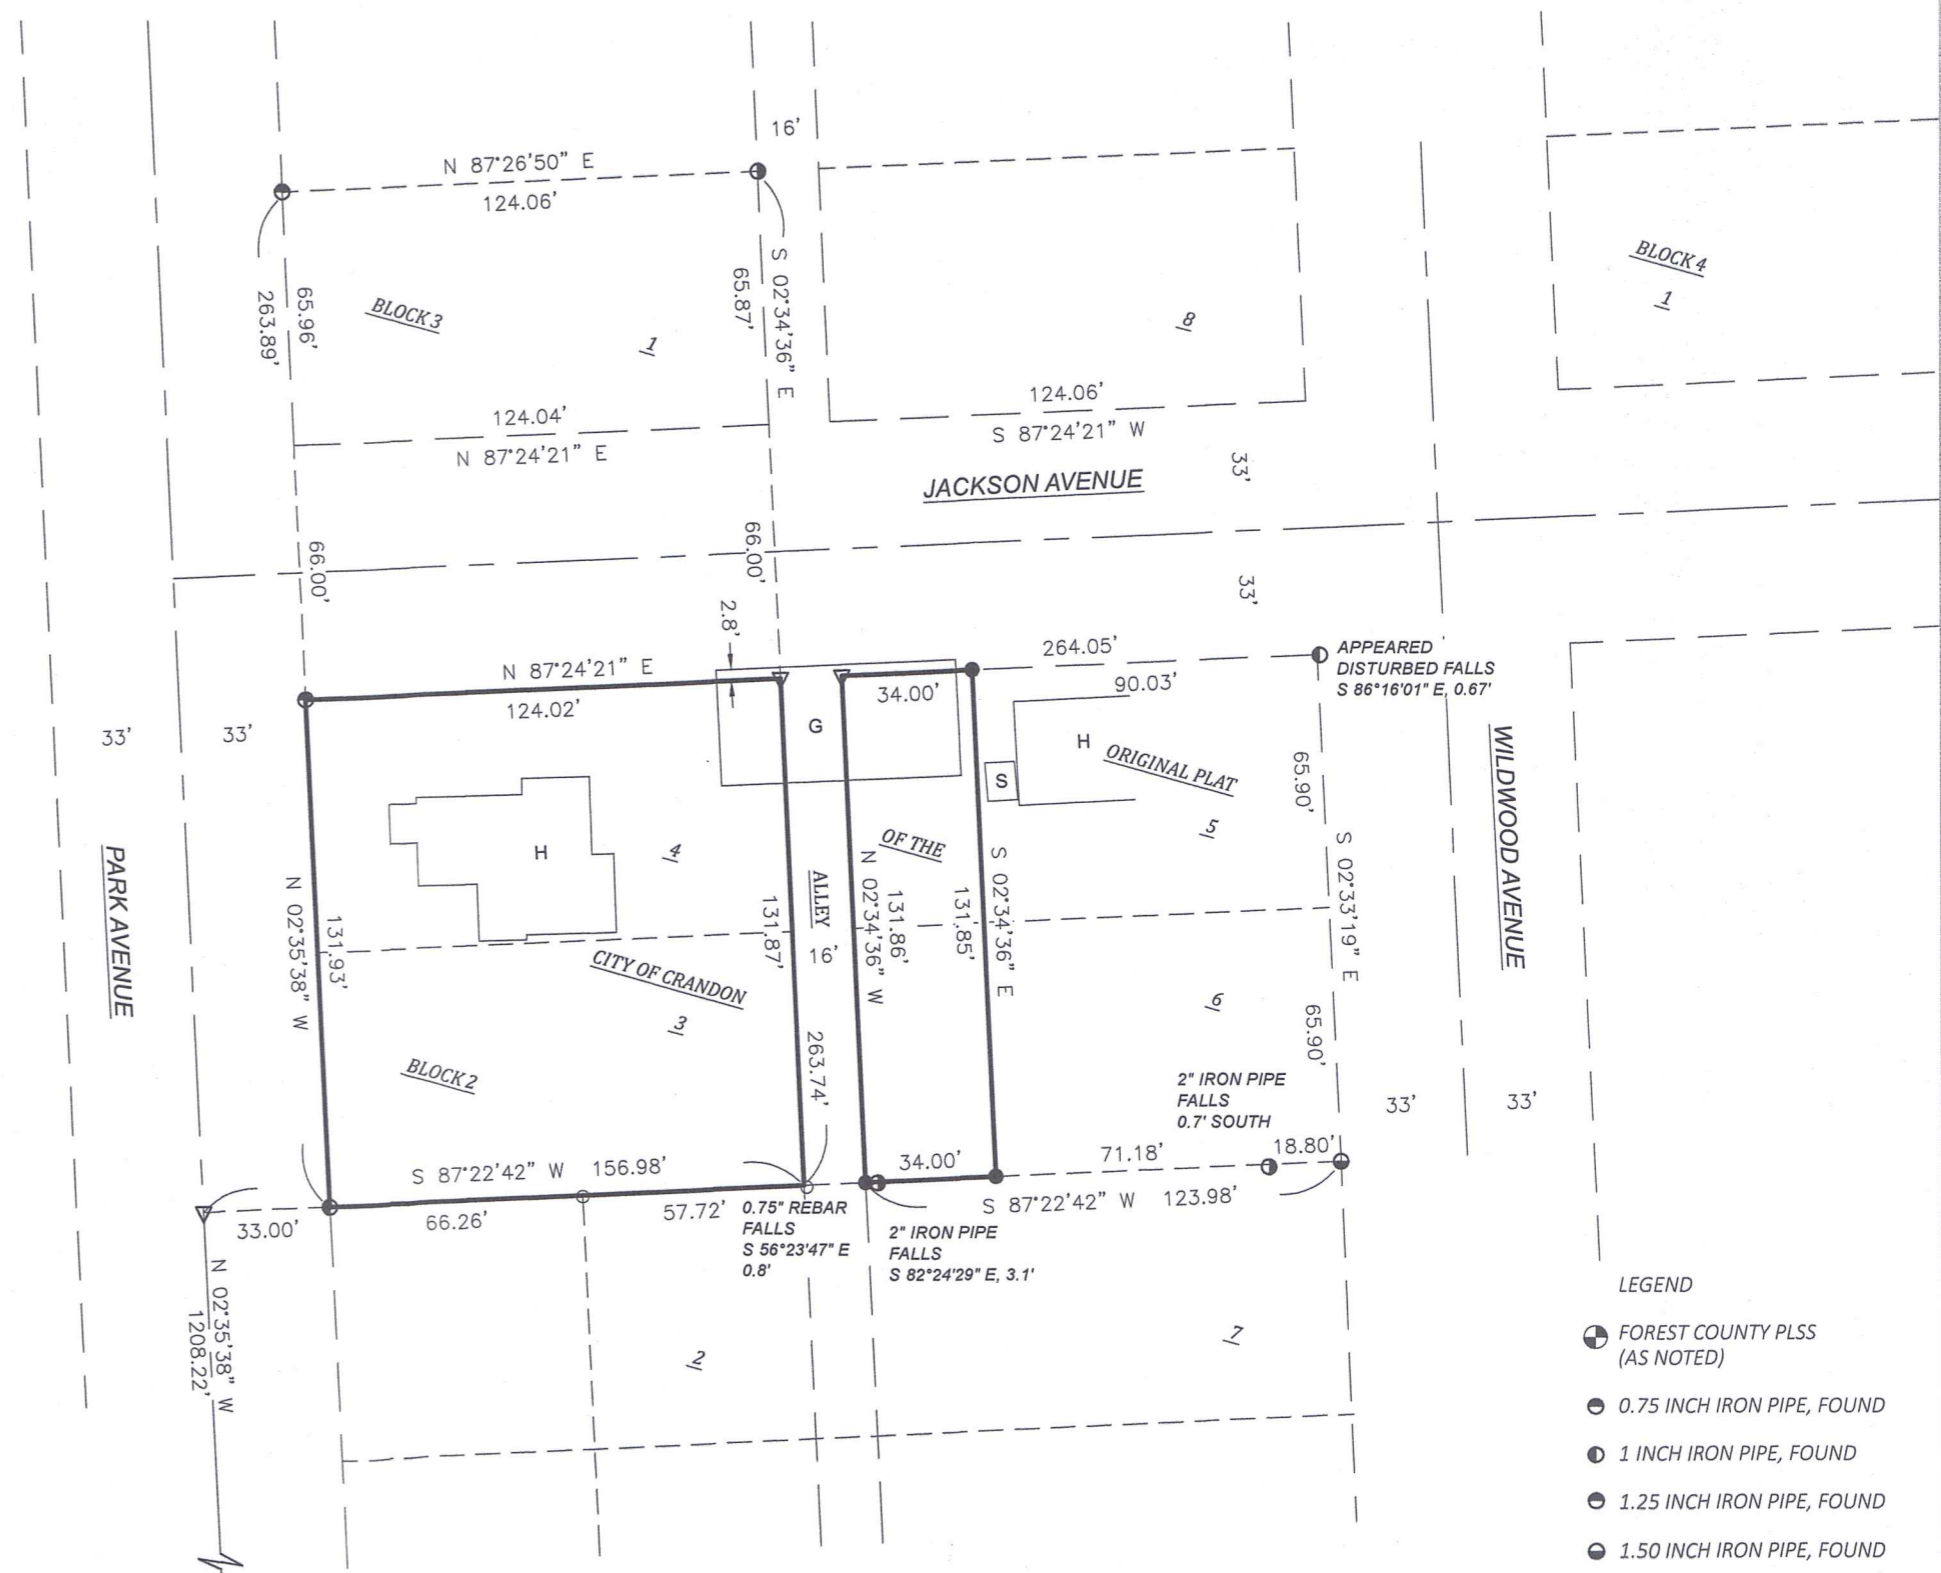 16'
N 87°26'50" E
124.06'
S 02°34'36" E
65.87'
65.96'
263.89'
BLOCK 3
1
8
BLOCK 4
1
124.04'
N 87°24'21" E
124.06'
S 87°24'21" W
33'
JACKSON AVENUE
66.00'
66.00'
33'
2.8'
264.05'
APPEARED
DISTURBED FALLS
S 86°16'01" E, 0.67'
N 87°24'21" E
124.02'
34.00'
90.03'
33'
33'
G
H
S
ORIGINAL PLAT
5
65.90'
WILDWOOD AVENUE
PARK AVENUE
H
4
ALLEY
16'
OF THE
N 02°35'38" W
131.93'
131.87'
N 02°34'36" W
131.86'
131.85'
S 02°34'36" E
S 02°33'19" E
CITY OF CRANDON
3
6
65.90'
BLOCK 2
263.74'
2" IRON PIPE
FALLS
0.7' SOUTH
33'
33'
S 87°22'42" W 156.98'
34.00'
71.18'
18.80'
33.00'
66.26'
57.72'
0.75" REBAR
FALLS
S 56°23'47" E
0.8'
S 87°22'42" W 123.98'
2" IRON PIPE
FALLS
S 82°24'29" E, 3.1'
N 02°35'38" W
1208.22'
2
7
LEGEND
FOREST COUNTY PLSS
(AS NOTED)
0.75 INCH IRON PIPE, FOUND
1 INCH IRON PIPE, FOUND
1.25 INCH IRON PIPE, FOUND
1.50 INCH IRON PIPE, FOUND